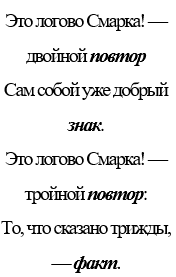 Это логово Смарка! —
двойной повтор
Сам собой уже добрый
знак.
Это логово Смарка! —
тройной повтор:
То, что сказано трижды,
— факт.